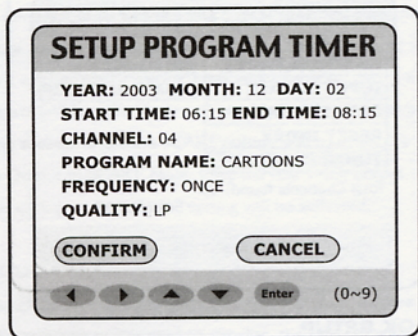 SETUP PROGRAM TIMER
YEAR: 2003 MONTH: 12 DAY: 02
START TIME: 06:15 END TIME: 08:15
CHANNEL: 04
PROGRAM NAME: CARTOONS
FREQUENCY: ONCE
QUALITY: LP
CONFIRM CANCEL
Enter (0~9)